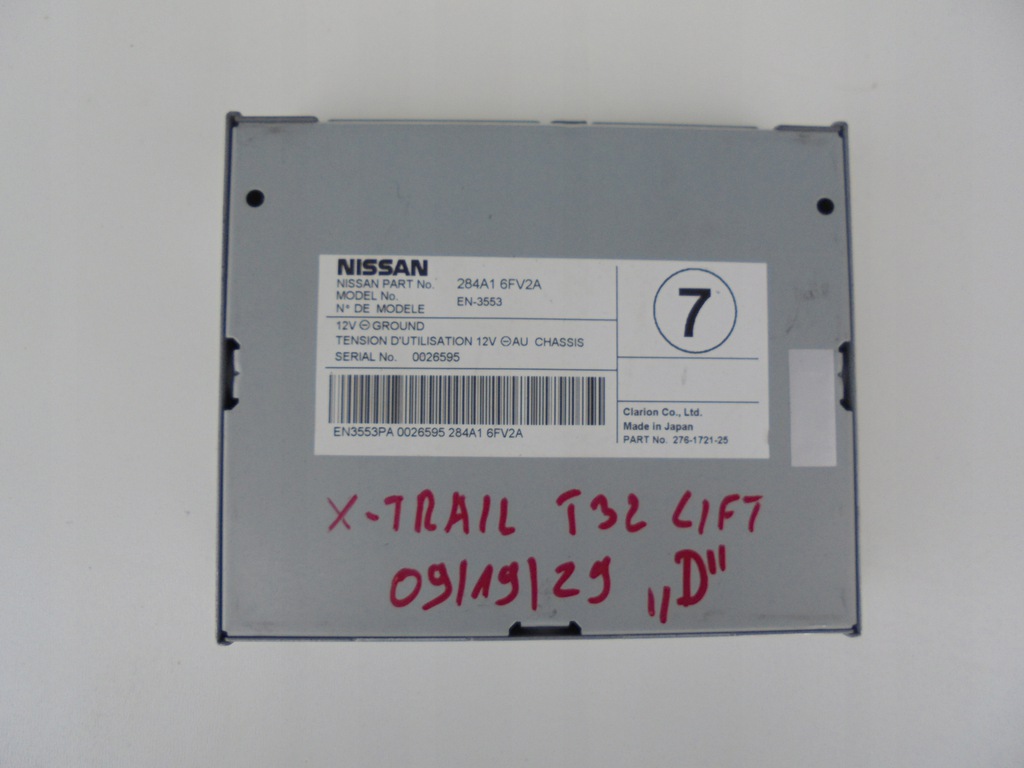 NISSAN
NISSAN PART No. 284A1 6FV2A
MODEL No.
N° DE MODELE EN-3553
12V ⊖ GROUND
TENSION D'UTILISATION 12V ⊖ AU CHASSIS
SERIAL No. 0026595
EN3553PA 0026595 284A1 6FV2A
7
Clarion Co., Ltd.
Made in Japan
PART No. 276-1721-25
X-TRAIL T32 LIFT
09/19/29 „D"